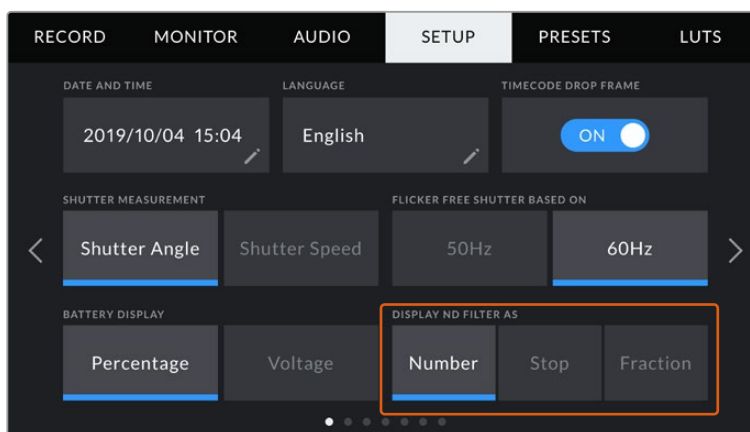 RECORD MONITOR AUDIO SETUP PRESETS LUTS
DATE AND TIME LANGUAGE TIMECODE DROP FRAME
2019/10/04 15:04 English ON
SHUTTER MEASUREMENT FLICKER FREE SHUTTER BASED ON
Shutter Angle Shutter Speed 50Hz 60Hz
BATTERY DISPLAY DISPLAY ND FILTER AS
Percentage Voltage Number Stop Fraction